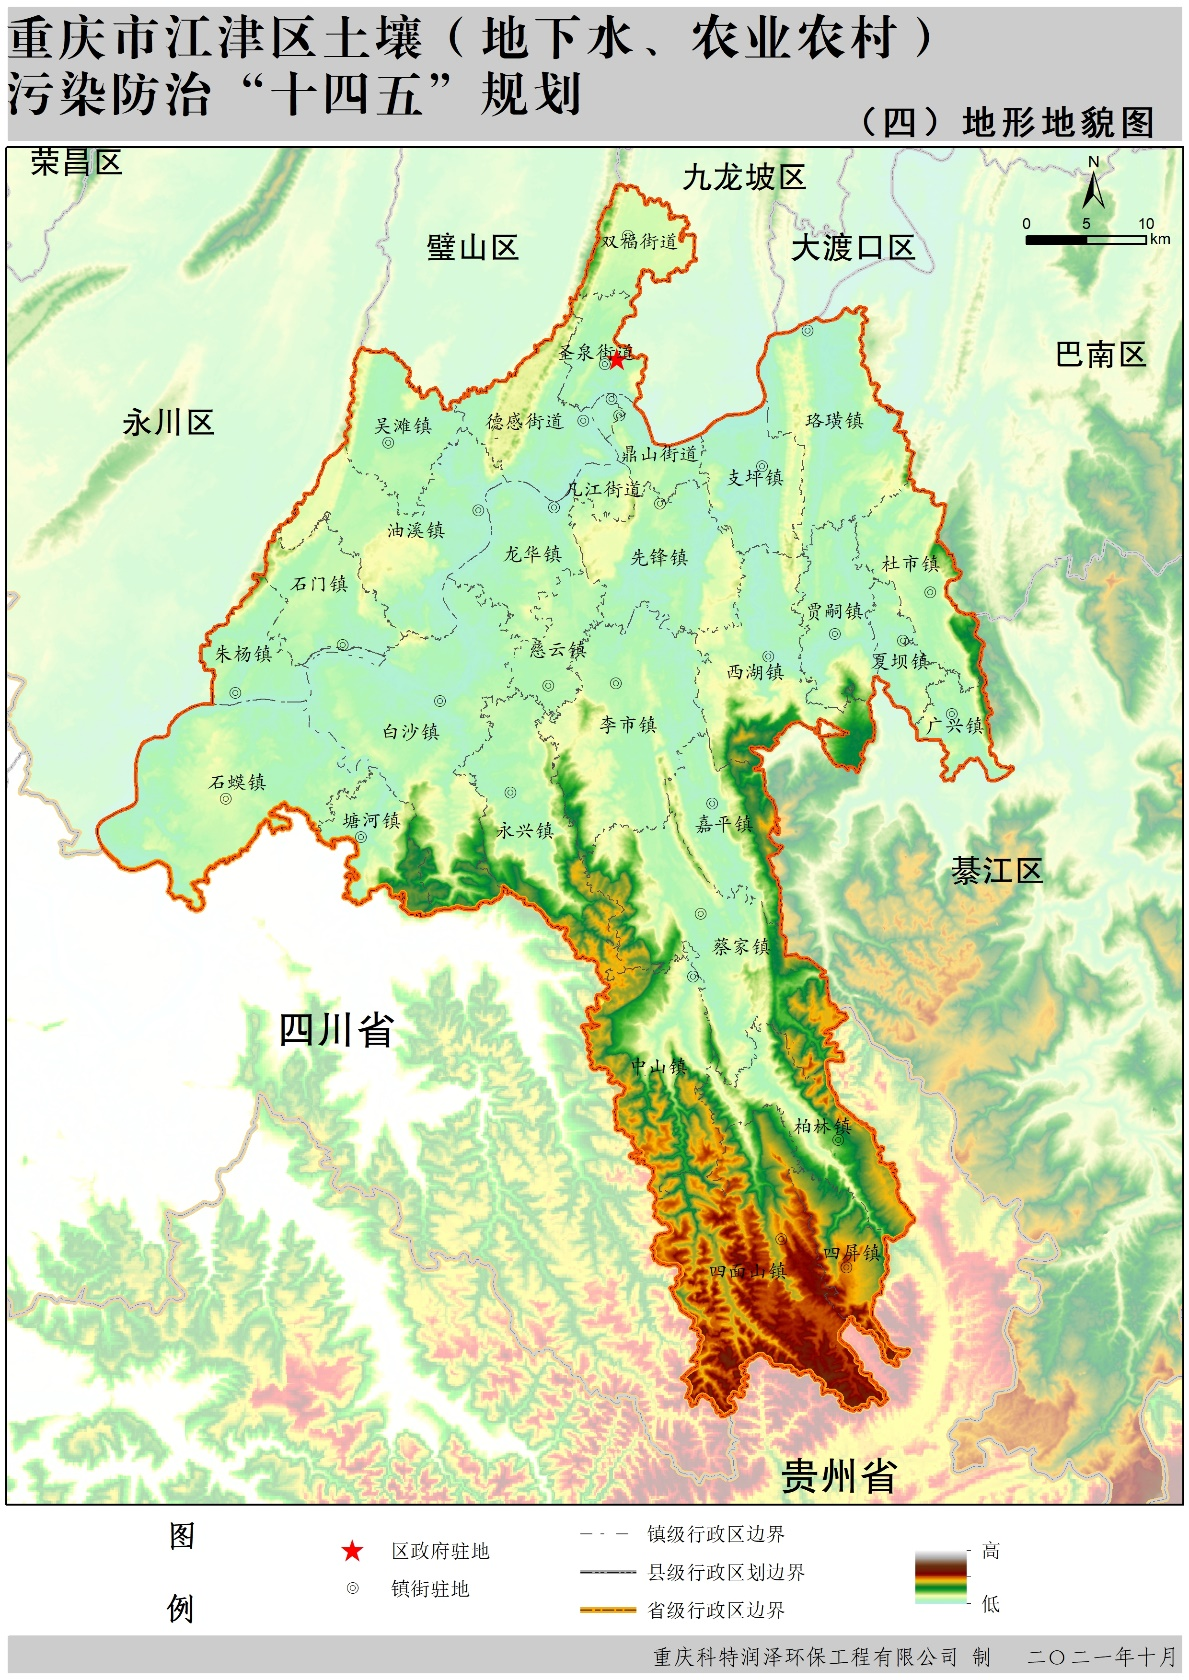 重庆市江津区土壤（地下水、农业农村）
污染防治“十四五”规划
（四）地形地貌图
荣昌区
九龙坡区
N
璧山区
双福街道
大渡口区
0 5 10
km
圣泉街道
巴南区
永川区
吴滩镇
德感街道
珞璜镇
鼎山街道
支坪镇
几江街道
油溪镇
龙华镇
先锋镇
杜市镇
石门镇
贾嗣镇
朱杨镇
慈云镇
夏坝镇
西湖镇
白沙镇
李市镇
广兴镇
石蟆镇
塘河镇
永兴镇
嘉平镇
綦江区
蔡家镇
四川省
中山镇
柏林镇
四屏镇
四面山镇
贵州省
图
例
区政府驻地
镇街驻地
镇级行政区边界
县级行政区划边界
省级行政区边界
高
低
重庆科特润泽环保工程有限公司 制 二〇二一年十月